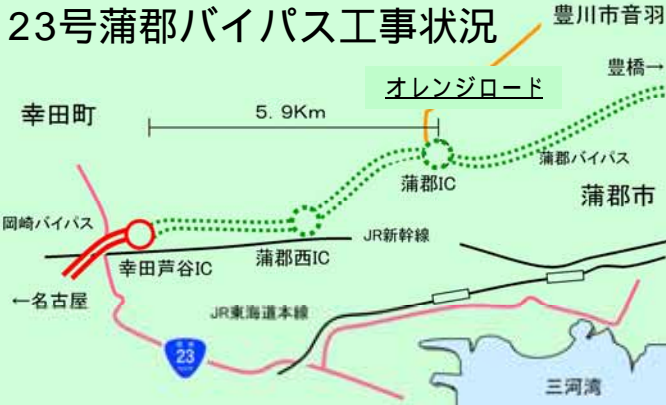 23号蒲郡バイパス工事状況
豊川市音羽
オレンジロード
豊橋→
幸田町
5.9Km
蒲郡バイパス
蒲郡IC
蒲郡市
岡崎バイパス
JR新幹線
幸田芦谷IC
蒲郡西IC
←名古屋
JR東海道本線
23
三河湾